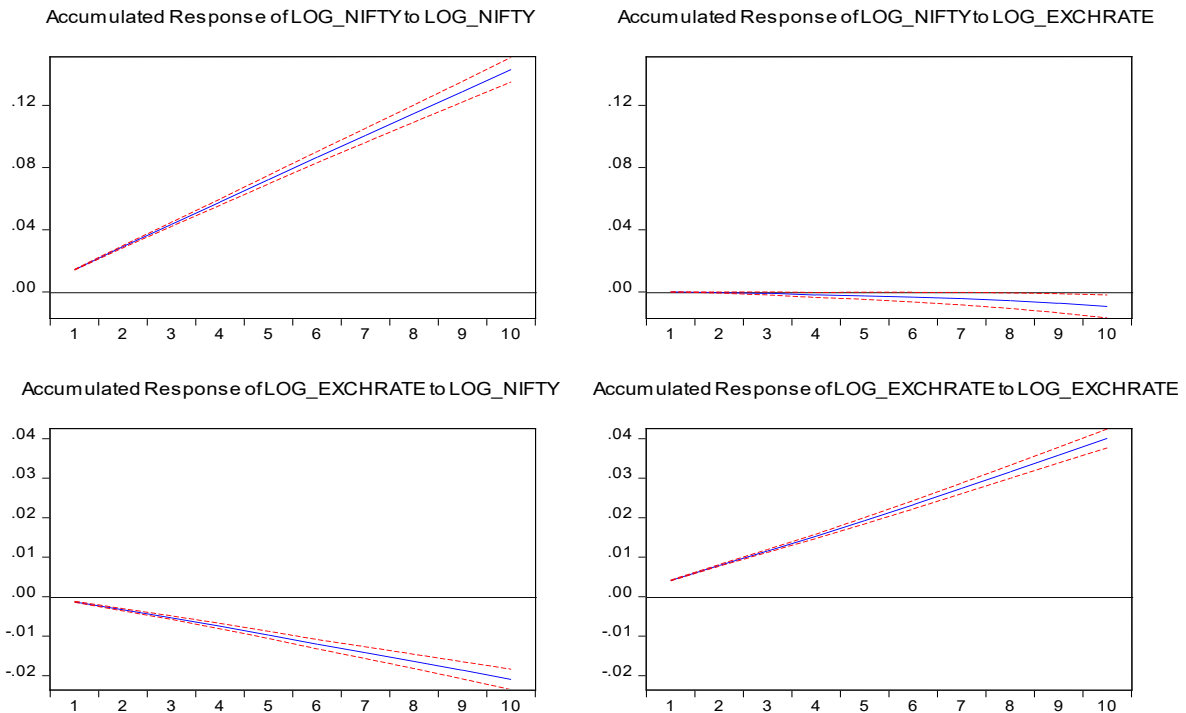 Accumulated Response of LOG_NIFTY to LOG_NIFTY
.12
.08
.04
.00
1 2 3 4 5 6 7 8 9 10
Accumulated Response of LOG_NIFTY to LOG_EXCHRATE
.12
.08
.04
.00
1 2 3 4 5 6 7 8 9 10
Accumulated Response of LOG_EXCHRATE to LOG_NIFTY
.04
.03
.02
.01
.00
-.01
-.02
1 2 3 4 5 6 7 8 9 10
Accumulated Response of LOG_EXCHRATE to LOG_EXCHRATE
.04
.03
.02
.01
.00
-.01
-.02
1 2 3 4 5 6 7 8 9 10